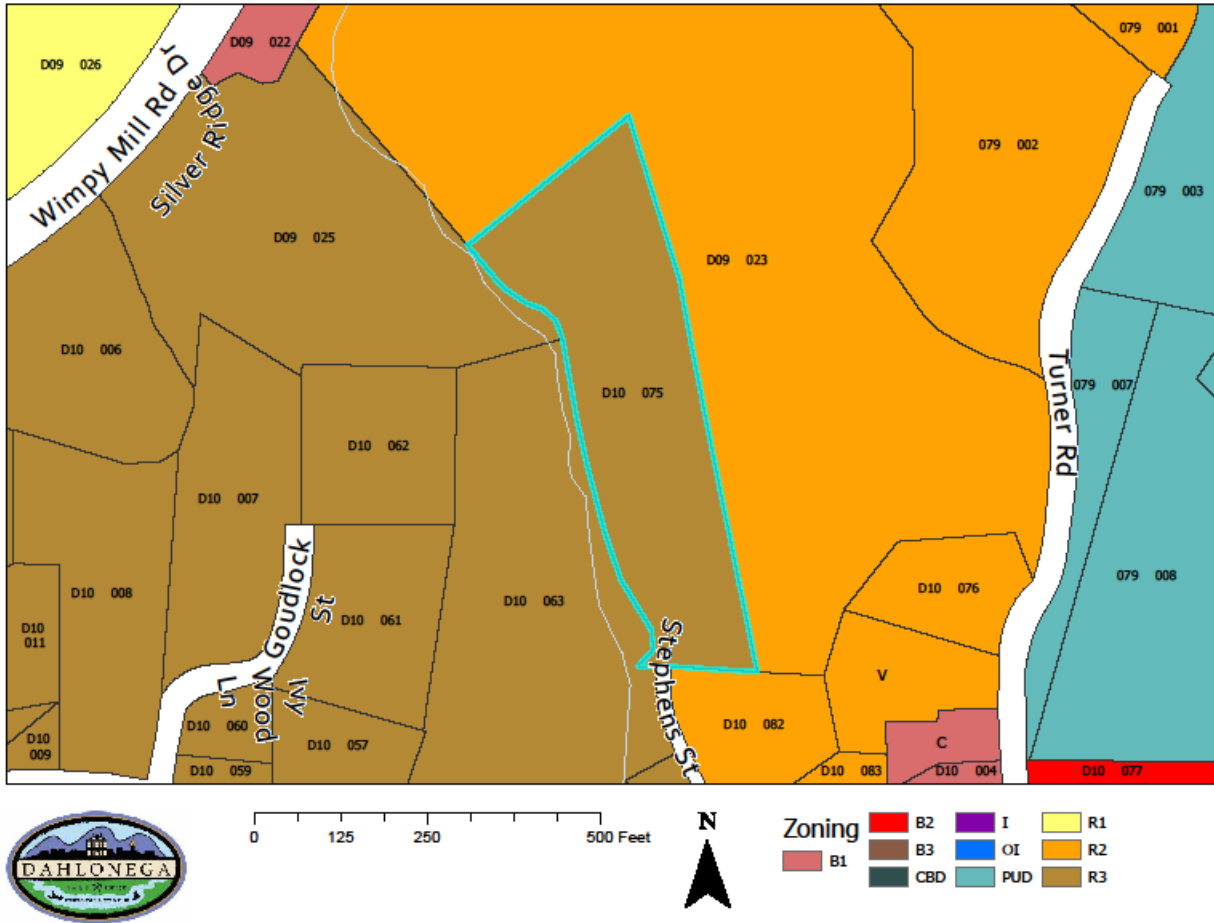 D09 022
079 001
D09 026
Wimpy Mill Rd
Silver Ridge Dr
079 002
079 003
D09 025
D09 023
D10 006
079 007
Turner Rd
D10 075
D10 062
D10 007
079 008
D10 008
D10 076
D10 063
D10
011
D10 061
Goudlock
St
Stephens St
V
Ivy
Wood
Ln
D10 060
D10 082
D10
009
D10 057
C
D10 059
D10 083
D10 004
D10 077
DAHLONEGA
0 125 250 500 Feet
N
Zoning
B1
B2
B3
CBD
I
OI
PUD
R1
R2
R3